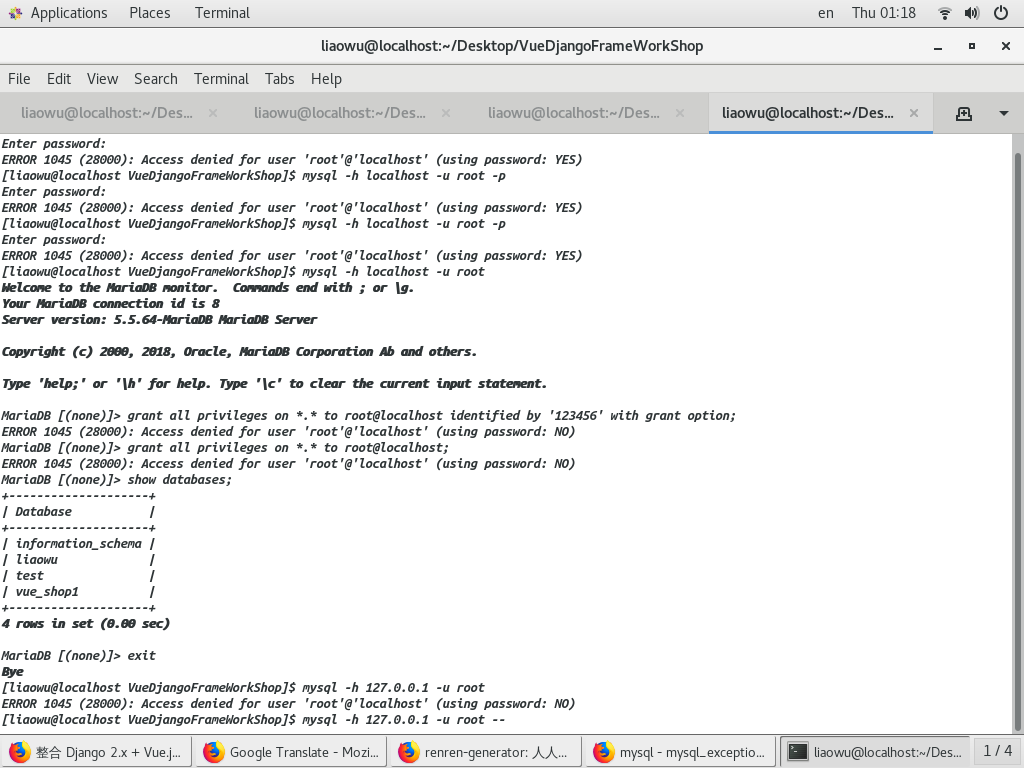 Applications Places Terminal en Thu 01:18
liaowu@localhost:~/Desktop/VueDjangoFrameWorkShop
File Edit View Search Terminal Tabs Help
liaowu@localhost:~/Des... liaowu@localhost:~/Des... liaowu@localhost:~/Des... liaowu@localhost:~/Des...
Enter password:
ERROR 1045 (28000): Access denied for user 'root'@'localhost' (using password: YES)
[liaowu@localhost VueDjangoFrameWorkShop]$ mysql -h localhost -u root -p
Enter password:
ERROR 1045 (28000): Access denied for user 'root'@'localhost' (using password: YES)
[liaowu@localhost VueDjangoFrameWorkShop]$ mysql -h localhost -u root -p
Enter password:
ERROR 1045 (28000): Access denied for user 'root'@'localhost' (using password: YES)
[liaowu@localhost VueDjangoFrameWorkShop]$ mysql -h localhost -u root
Welcome to the MariaDB monitor.  Commands end with ; or \g.
Your MariaDB connection id is 8
Server version: 5.5.64-MariaDB MariaDB Server
Copyright (c) 2000, 2018, Oracle, MariaDB Corporation Ab and others.
Type 'help;' or '\h' for help. Type '\c' to clear the current input statement.
MariaDB [(none)]> grant all privileges on *.* to root@localhost identified by '123456' with grant option;
ERROR 1045 (28000): Access denied for user 'root'@'localhost' (using password: NO)
MariaDB [(none)]> grant all privileges on *.* to root@localhost;
ERROR 1045 (28000): Access denied for user 'root'@'localhost' (using password: NO)
MariaDB [(none)]> show databases;
+--------------------+
| Database           |
+--------------------+
| information_schema |
| liaowu             |
| test               |
| vue_shop1          |
+--------------------+
4 rows in set (0.00 sec)
MariaDB [(none)]> exit
Bye
[liaowu@localhost VueDjangoFrameWorkShop]$ mysql -h 127.0.0.1 -u root
ERROR 1045 (28000): Access denied for user 'root'@'localhost' (using password: NO)
[liaowu@localhost VueDjangoFrameWorkShop]$ mysql -h 127.0.0.1 -u root --
整合 Django 2.x + Vue.j... Google Translate - Mozi... renren-generator: 人人... mysql - mysql_exceptio... liaowu@localhost:~/Des... 1 / 4